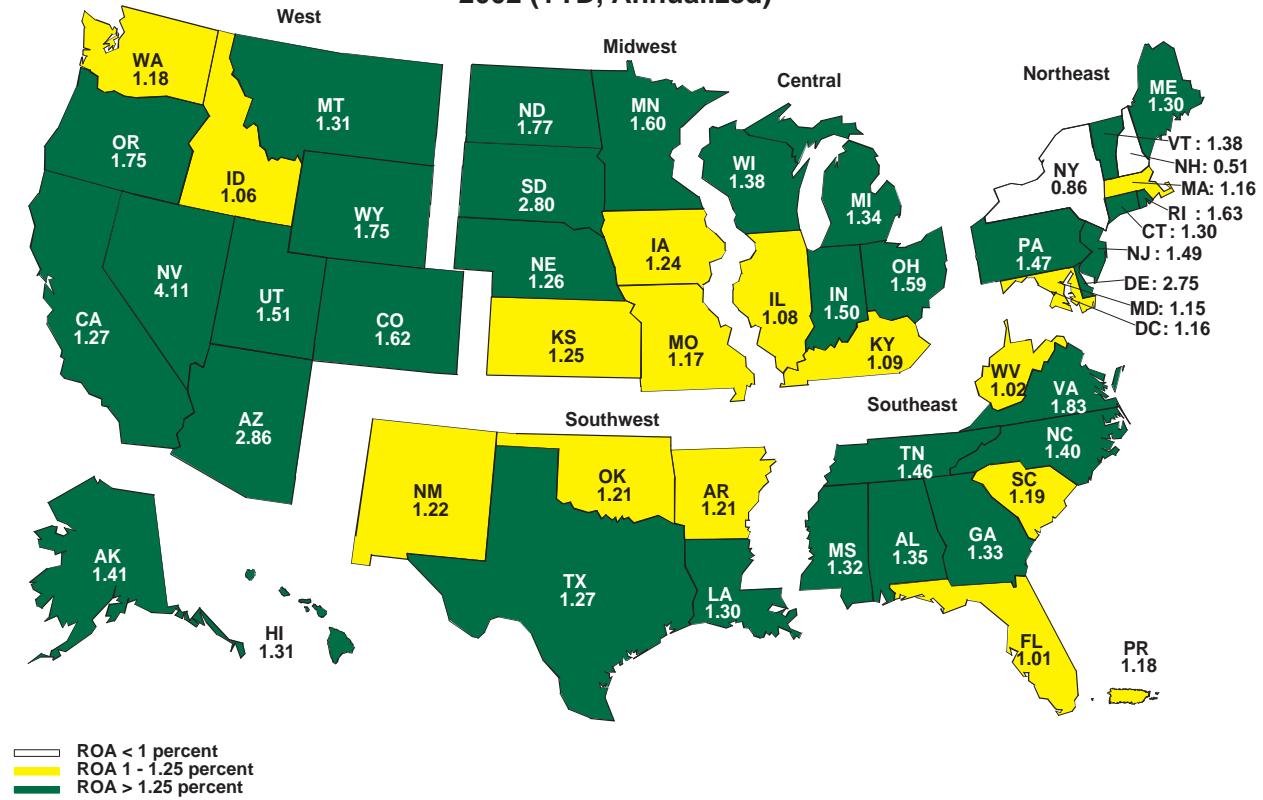 2002 (YTD, Annualized)
West
Midwest
Central
Northeast
WA
1.18
MT
1.31
OR
1.75
ID
1.06
WY
1.75
NV
4.11
UT
1.51
CO
1.62
CA
1.27
AZ
2.86
AK
1.41
HI
1.31
ND
1.77
MN
1.60
SD
2.80
NE
1.26
IA
1.24
KS
1.25
MO
1.17
WI
1.38
MI
1.34
IL
1.08
IN
1.50
OH
1.59
KY
1.09
ME
1.30
NY
0.86
VT : 1.38
NH: 0.51
MA: 1.16
RI : 1.63
CT: 1.30
NJ: 1.49
DE: 2.75
MD: 1.15
DC: 1.16
PA
1.47
Southwest
NM
1.22
OK
1.21
AR
1.21
TX
1.27
LA
1.30
Southeast
WV
1.02
VA
1.83
TN
1.46
NC
1.40
SC
1.19
MS
1.32
AL
1.35
GA
1.33
FL
1.01
PR
1.18
ROA < 1 percent
ROA 1 - 1.25 percent
ROA > 1.25 percent